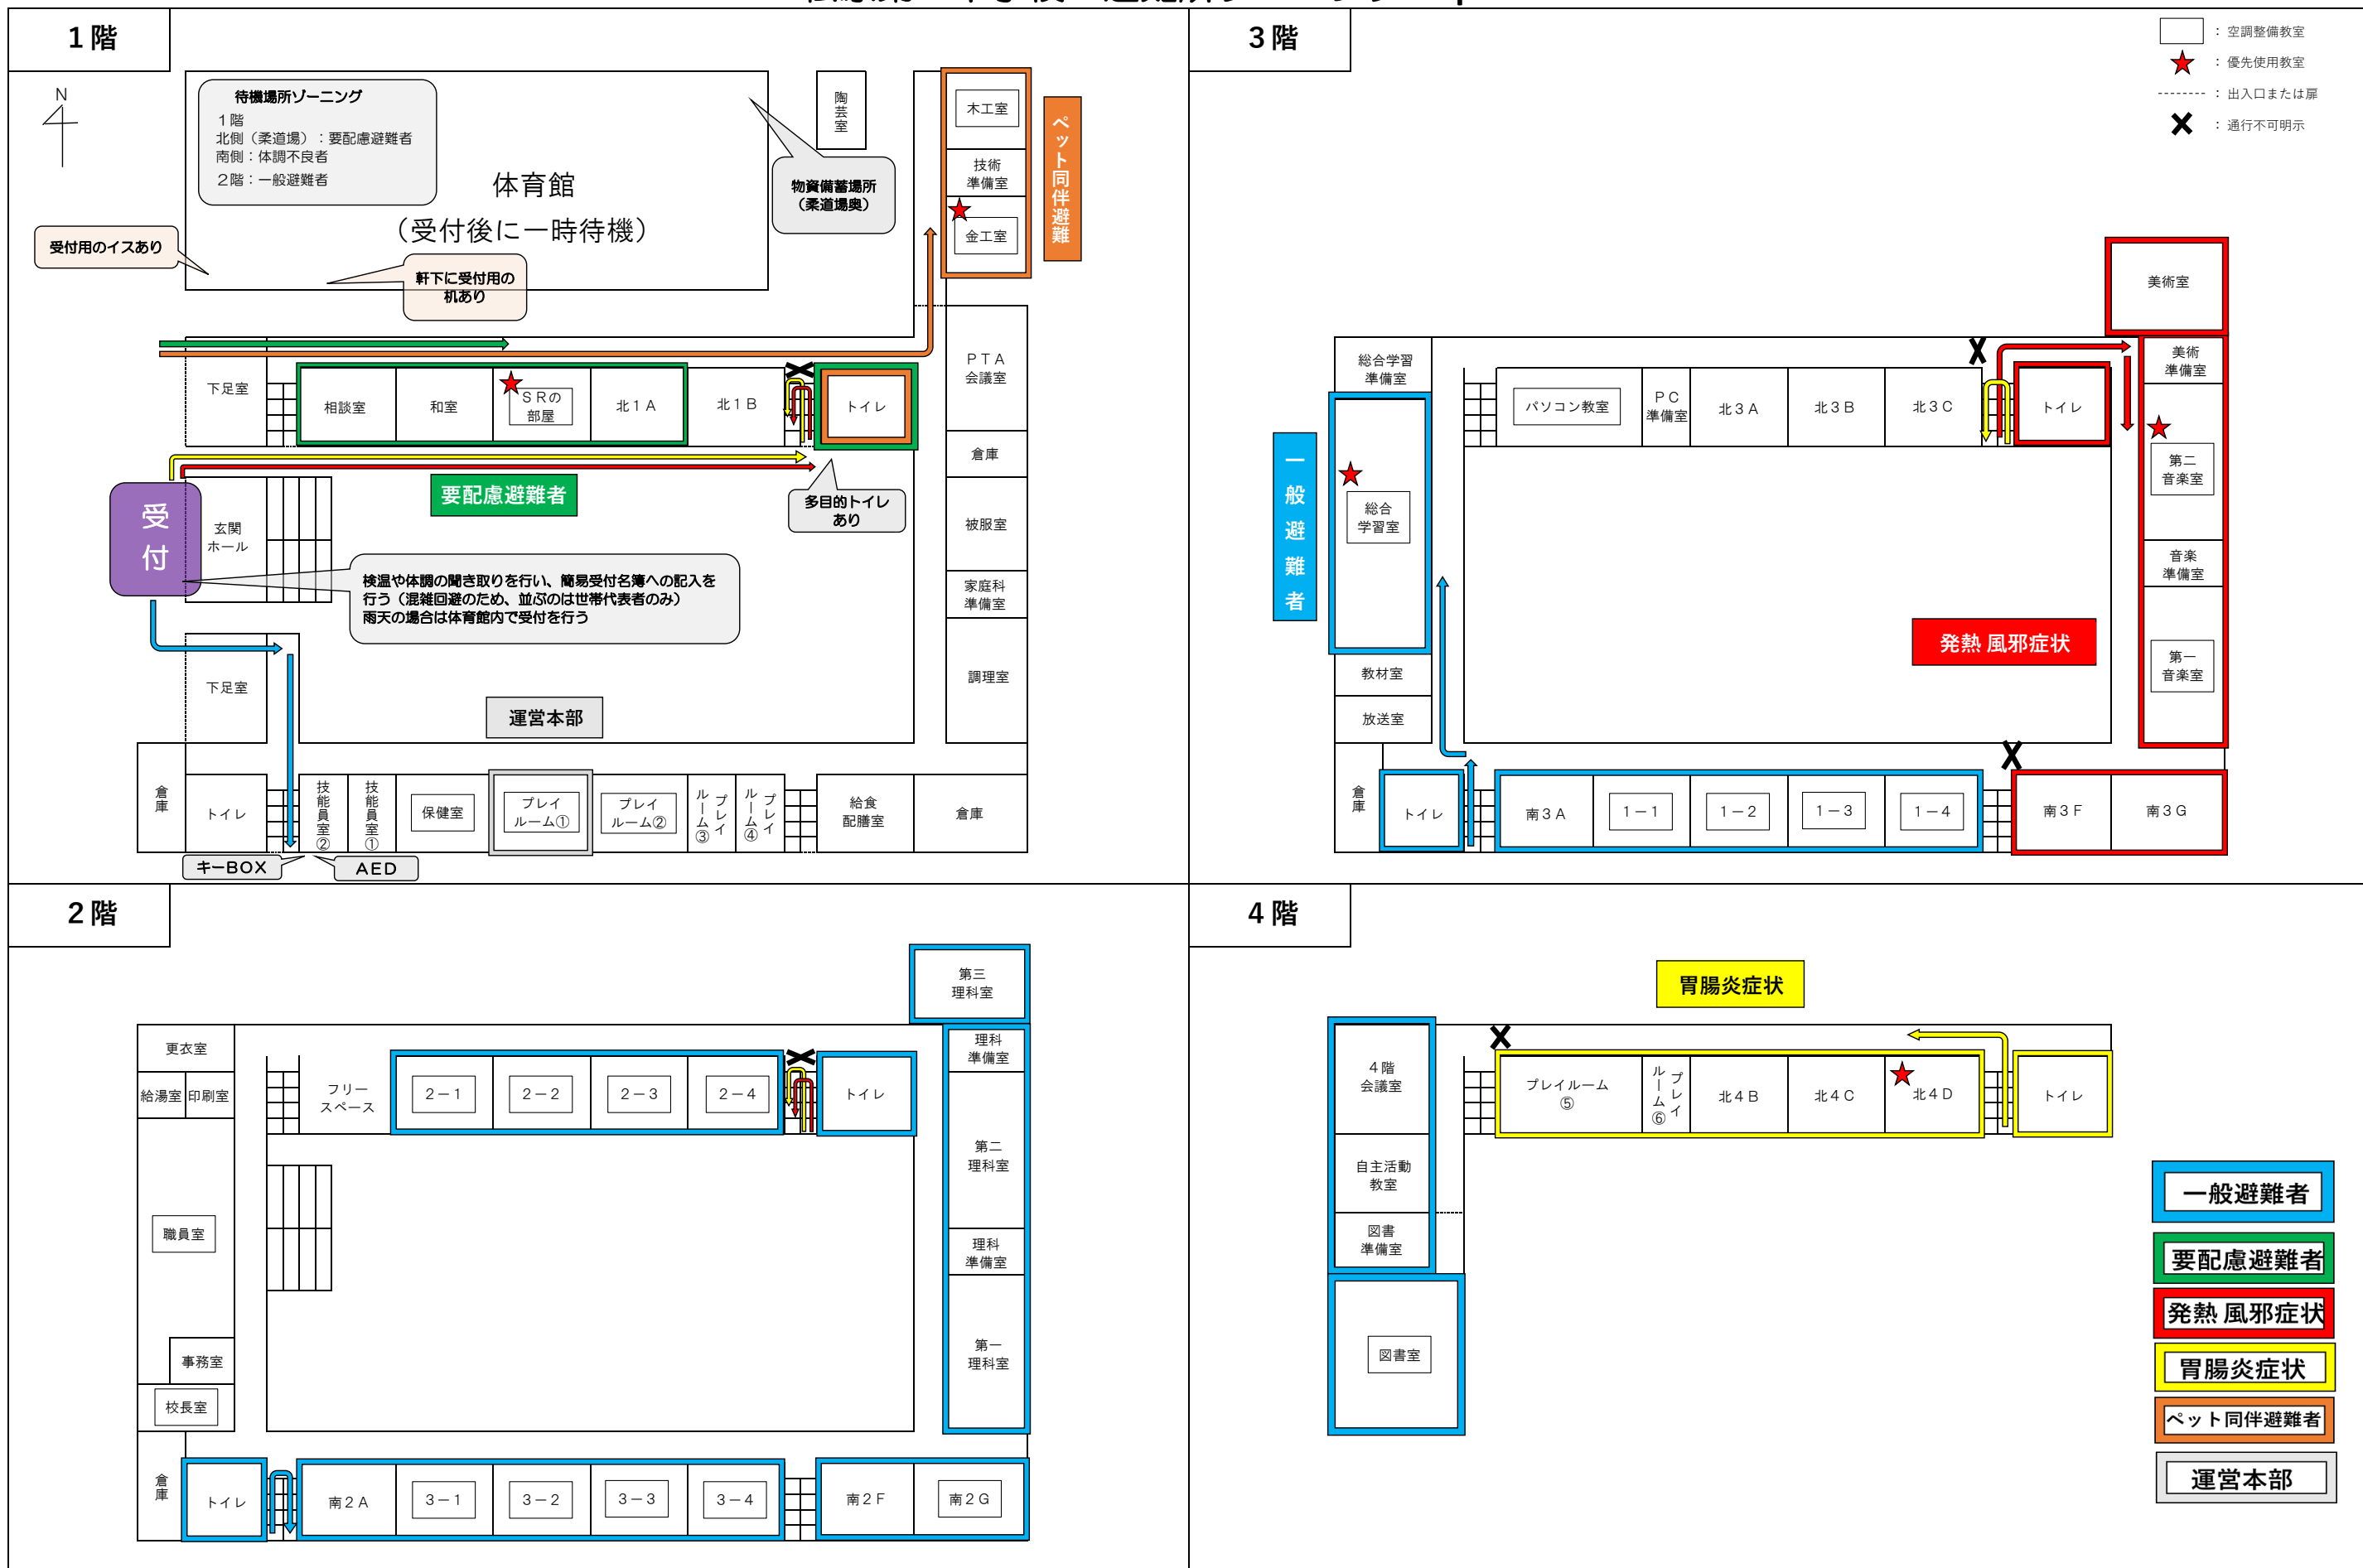 1階
N
待機場所ゾーニング
1階
北側（柔道場）：要配慮避難者
南側：体調不良者
2階：一般避難者
体育館
（受付後に一時待機）
受付用のイスあり
軒下に受付用の
机あり
陶芸室
物資備蓄場所
（柔道場奥）
木工室
技術
準備室
金工室
ペット同伴避難
下足室
相談室
和室
SRの
部屋
北1A
北1B
トイレ
PTA
会議室
倉庫
被服室
家庭科
準備室
調理室
要配慮避難者
多目的トイレ
あり
受付
玄関
ホール
検温や体調の聞き取りを行い、簡易受付名簿への記入を
行う（混雑回避のため、並ぶのは世帯代表者のみ）
雨天の場合は体育館内で受付を行う
下足室
運営本部
倉庫
トイレ
技能員室②
技能員室①
保健室
プレイ
ルーム①
プレイ
ルーム②
プレイ
ルーム③
プレイ
ルーム④
給食
配膳室
倉庫
キーBOX
AED
3階
：空調整備教室
：優先使用教室
：出入口または扉
：通行不可明示
美術室
総合学習
準備室
パソコン教室
PC
準備室
北3A
北3B
北3C
トイレ
美術
準備室
一般避難者
総合
学習室
第二
音楽室
音楽
準備室
発熱 風邪症状
第一
音楽室
教材室
放送室
倉庫
トイレ
南3A
1－1
1－2
1－3
1－4
南3F
南3G
2階
第三
理科室
更衣室
給湯室
印刷室
フリー
スペース
2－1
2－2
2－3
2－4
トイレ
理科
準備室
第二
理科室
職員室
理科
準備室
事務室
第一
理科室
校長室
倉庫
トイレ
南2A
3－1
3－2
3－3
3－4
南2F
南2G
4階
胃腸炎症状
4階
会議室
プレイルーム
⑤
プレイ
ルーム⑥
北4B
北4C
北4D
トイレ
自主活動
教室
図書
準備室
図書室
一般避難者
要配慮避難者
発熱 風邪症状
胃腸炎症状
ペット同伴避難者
運営本部